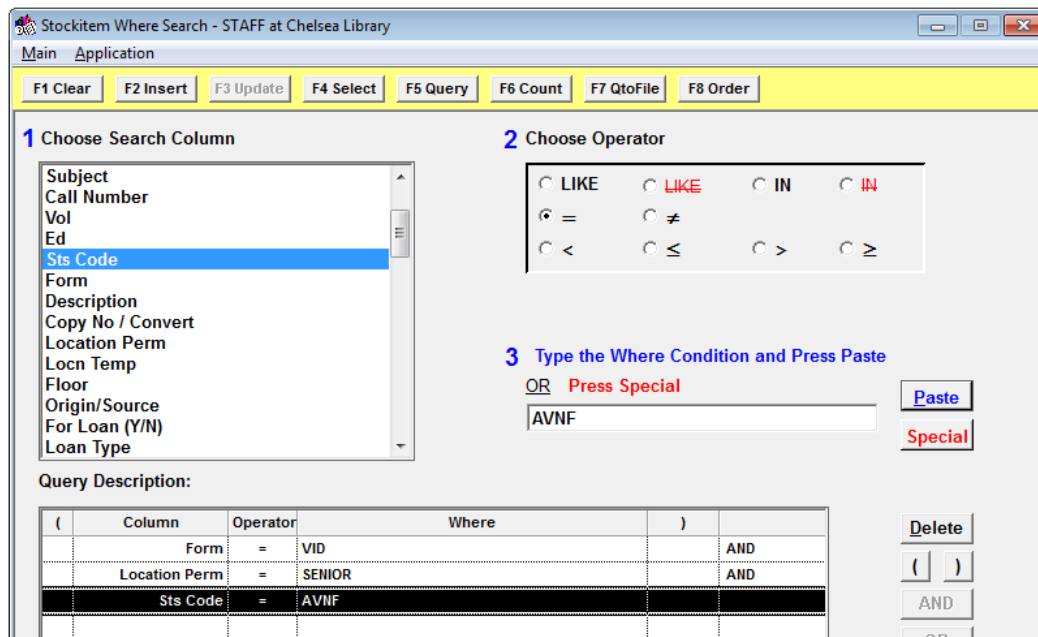 Stockitem Where Search - STAFF at Chelsea Library
Main Application
F1 Clear F2 Insert F3 Update F4 Select F5 Query F6 Count F7 QtoFile F8 Order
1 Choose Search Column
Subject
Call Number
Vol
Ed
Sts Code
Form
Description
Copy No / Convert
Location Perm
Locn Temp
Floor
Origin/Source
For Loan (Y/N)
Loan Type
2 Choose Operator
LIKE LIKE IN IN
= ≠
< ≤ > ≥
3 Type the Where Condition and Press Paste
OR Press Special
AVNF
Paste
Special
Query Description:
( Column Operator Where )
Form = VID AND
Location Perm = SENIOR AND
Sts Code = AVNF
Delete
( )
AND